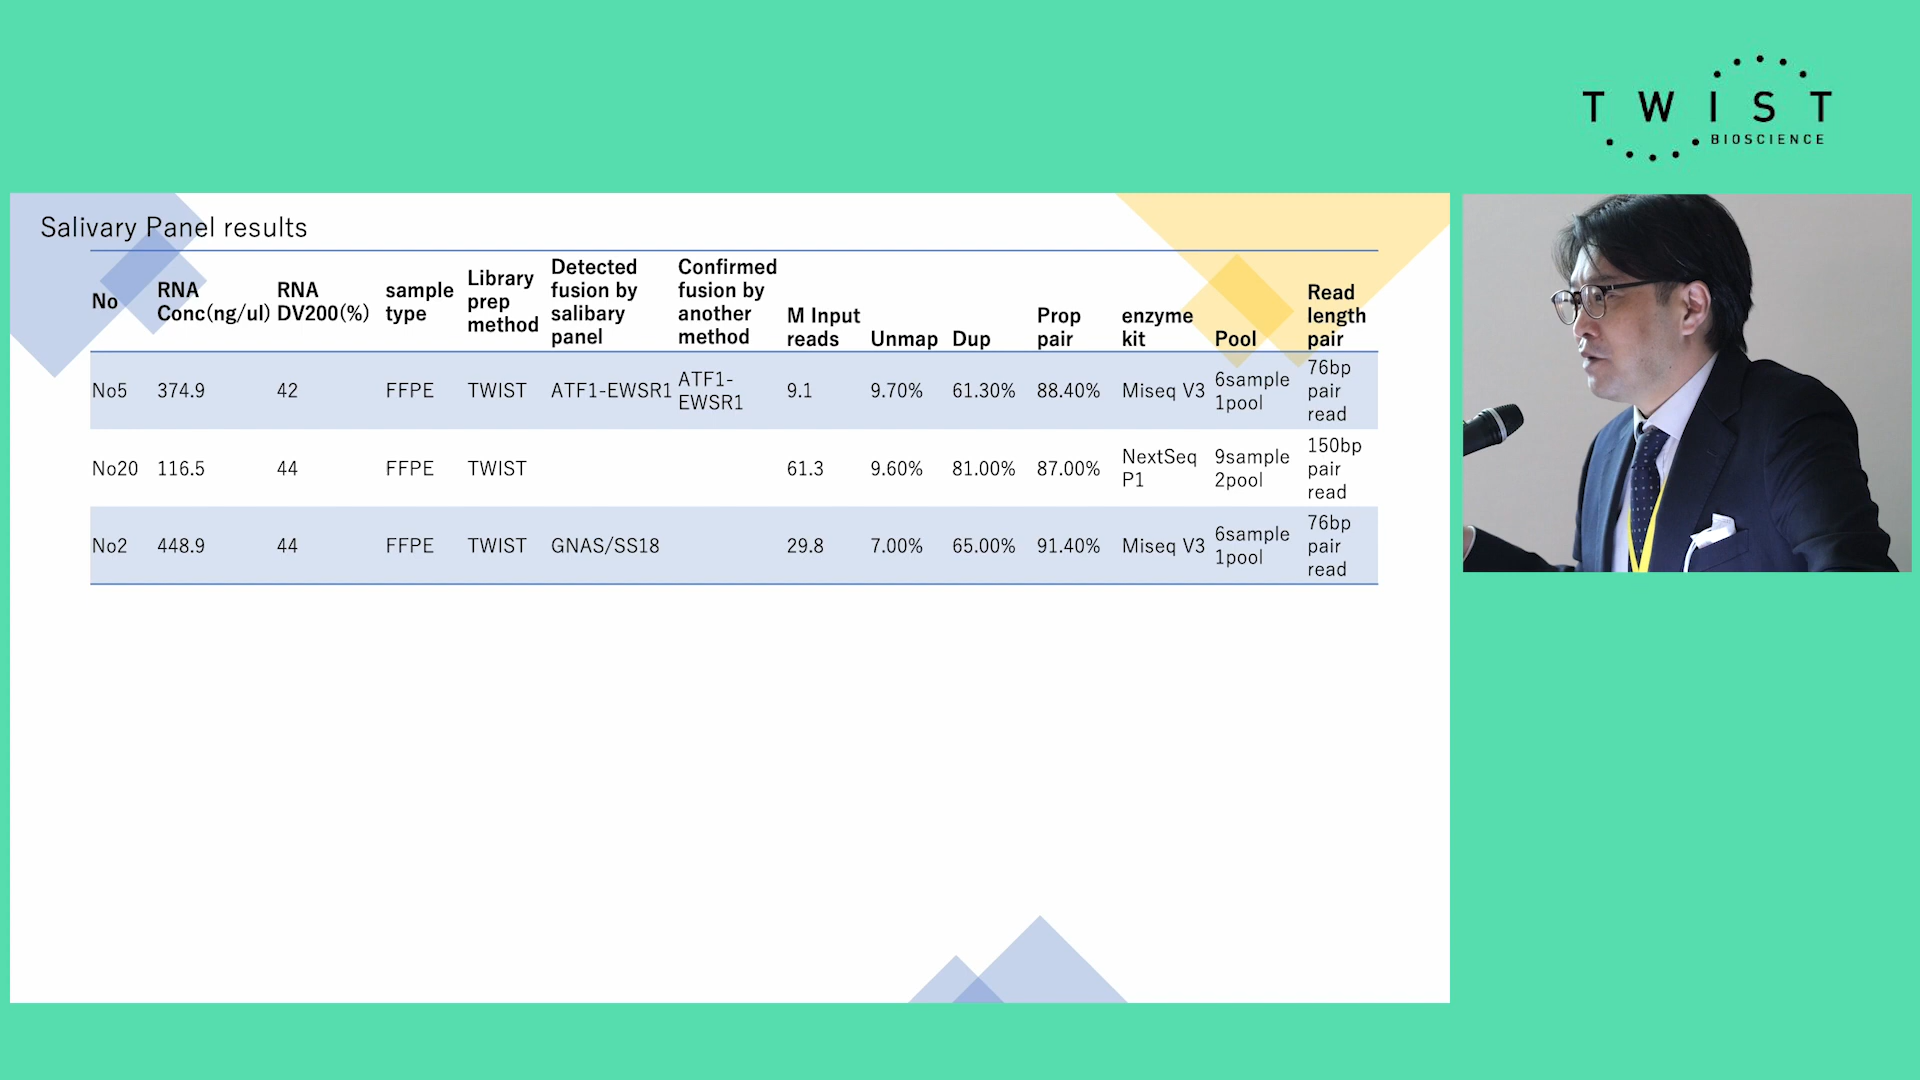 TWIST
BIOSCIENCE
Salivary Panel results
No
RNA
Conc(ng/ul)
RNA
DV200(%)
sample
type
Library
prep
method
Detected
fusion by
salibary
panel
Confirmed
fusion by
another
method
M Input
reads
Unmap
Dup
Prop
pair
enzyme
kit
Pool
Read
length
pair
No5
374.9
42
FFPE
TWIST
ATF1-EWSR1
ATF1-
EWSR1
9.1
9.70%
61.30%
88.40%
Miseq V3
6sample
1pool
76bp
pair
read
No20
116.5
44
FFPE
TWIST
61.3
9.60%
81.00%
87.00%
NextSeq
P1
9sample
2pool
150bp
pair
read
No2
448.9
44
FFPE
TWIST
GNAS/SS18
29.8
7.00%
65.00%
91.40%
Miseq V3
6sample
1pool
76bp
pair
read